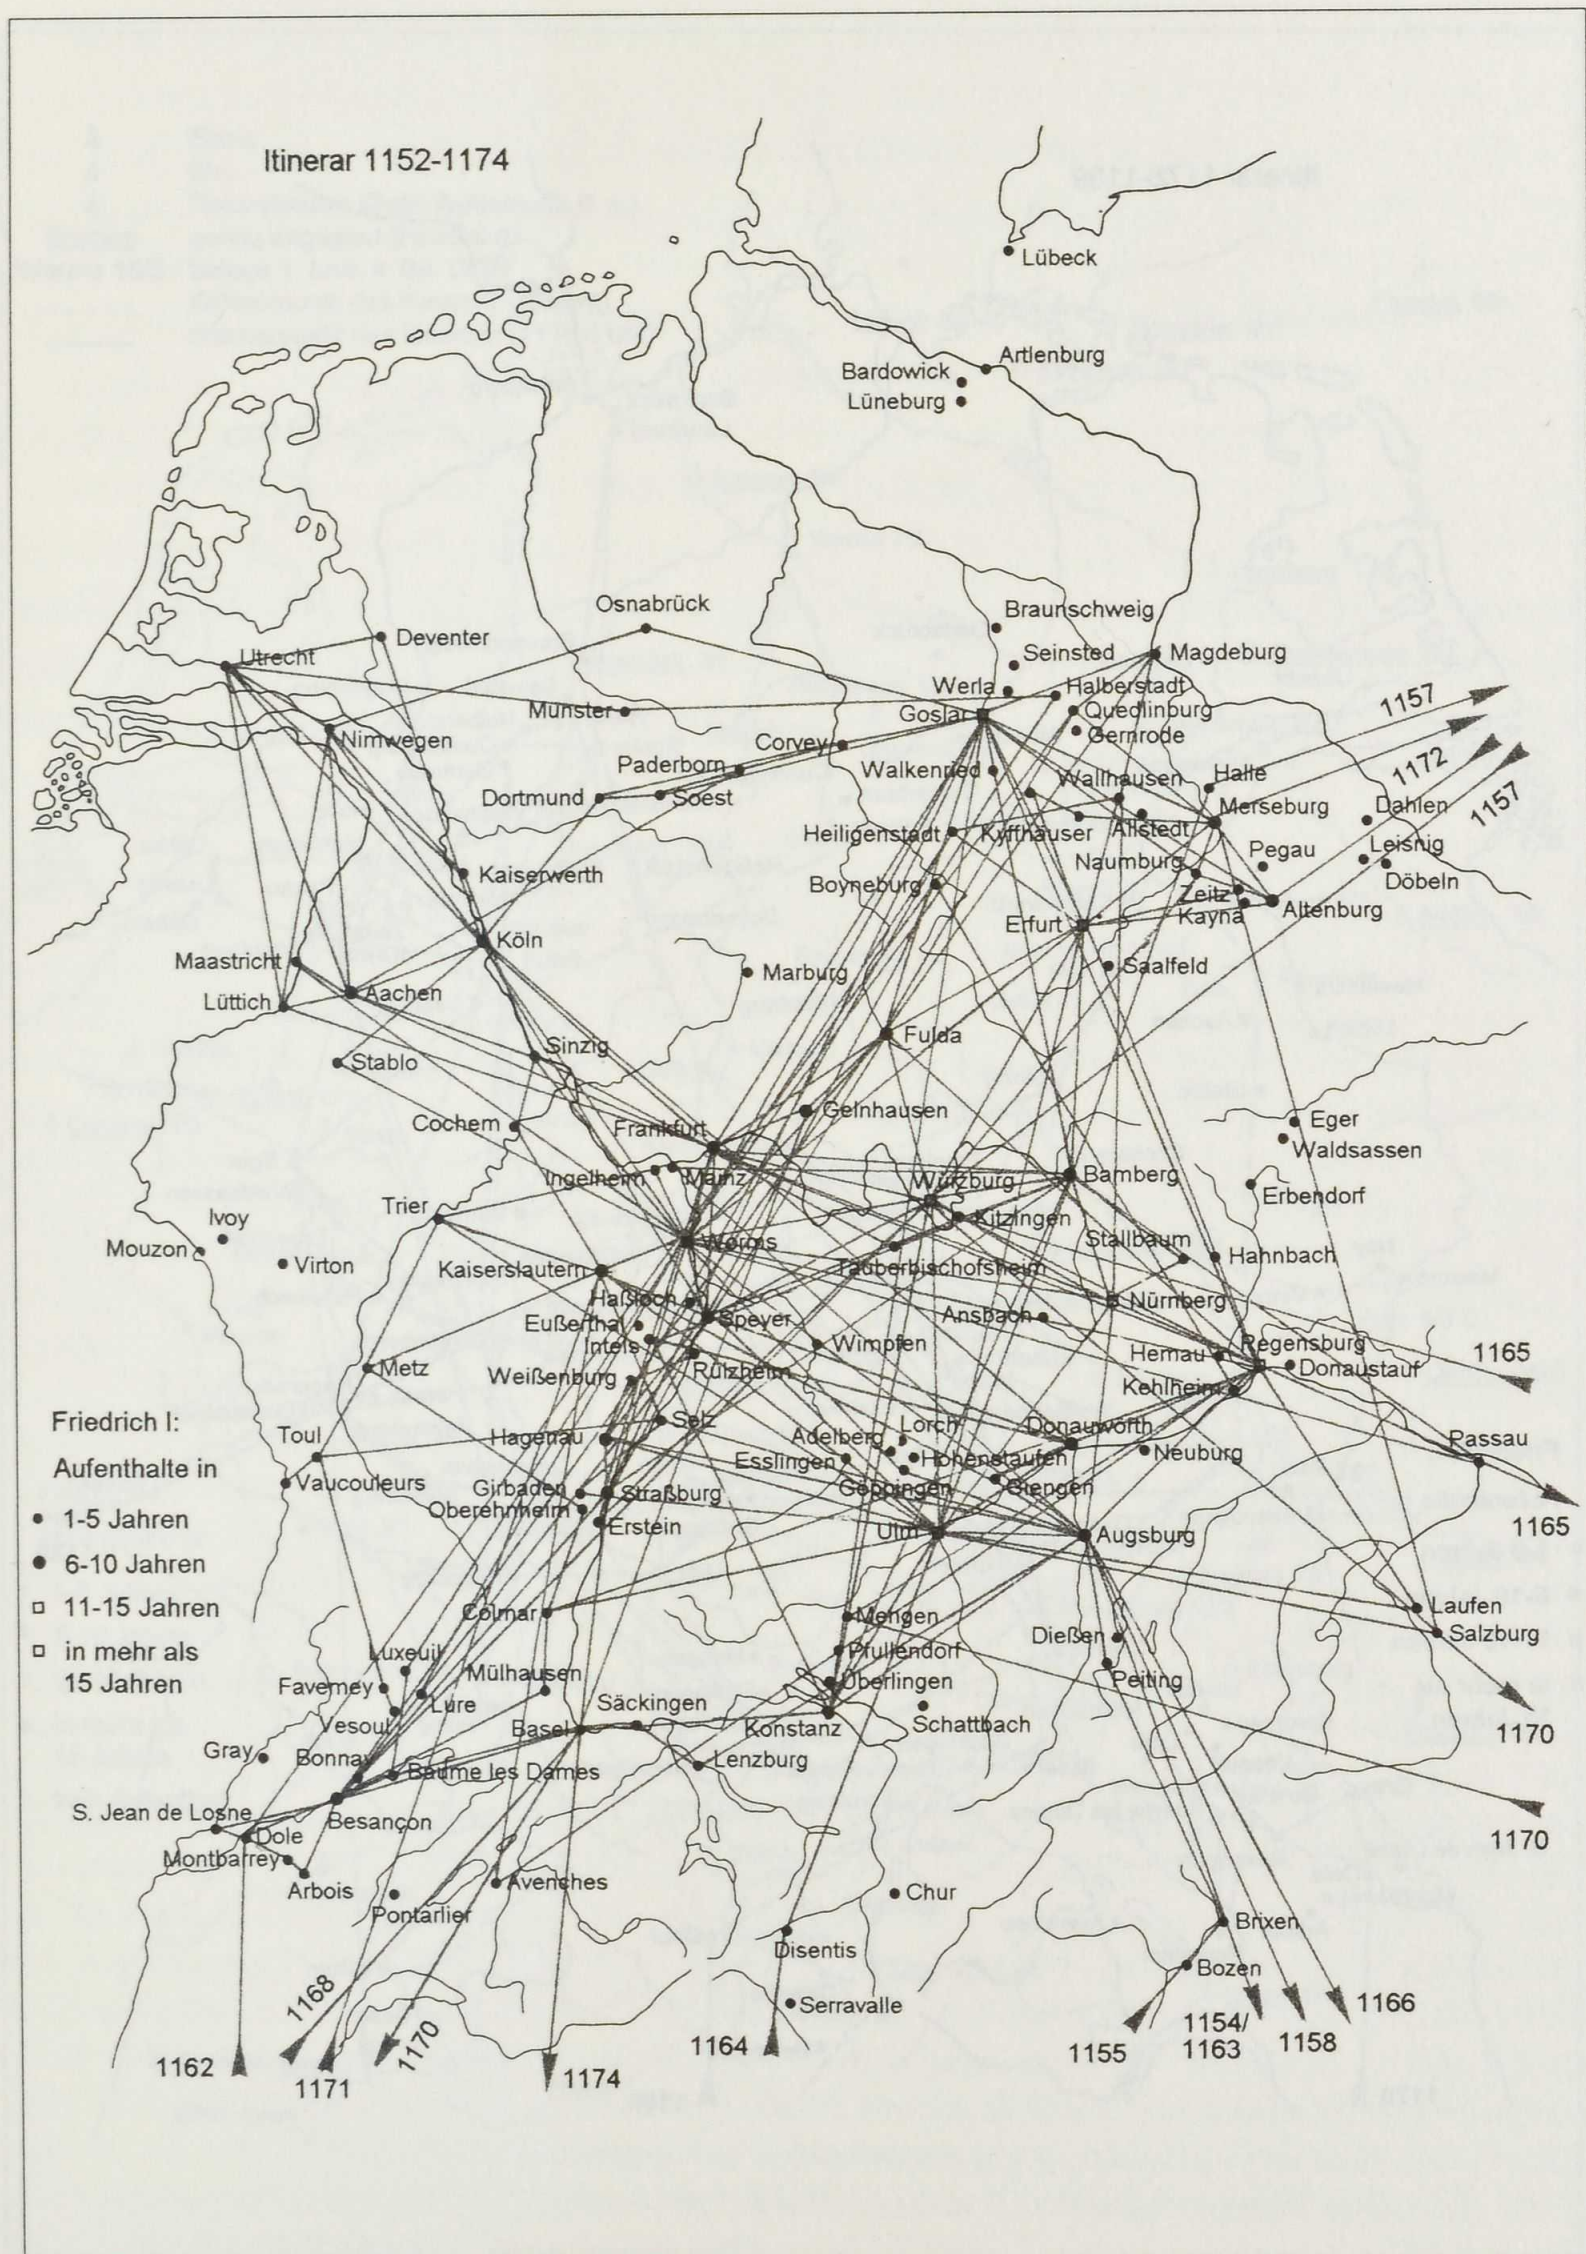 Itinerar 1152-1174
Lübeck
Artlenburg
Bardowick
Lüneburg
Osnabrück
Braunschweig
Deventer
Utrecht
Seinsted
Magdeburg
Werla
Halberstadt
Münster
Goslar
Quedlinburg
1157
Nimwegen
Corvey
Gernrode
Paderborn
Walkenried
Wallhausen
Halle
1172
Dortmund
Soest
Merseburg
Dahlen
1157
Heiligenstadt
Kyffhäuser
Allstedt
Leisnig
Naumburg
Pegau
Kaiserwerth
Boyneburg
Zeitz
Döbeln
Kayna
Altenburg
Erfurt
Köln
Maastricht
Marburg
Saalfeld
Aachen
Lüttich
Fulda
Sinzig
Stablo
Gelnhausen
Cochem
Frankfurt
Eger
Waldsassen
Ingelheim
Mainz
Würzburg
Bamberg
Erbendorf
Trier
Kitzingen
Ivoy
Stallbaum
Mouzon
Worms
Hahnbach
Virton
Kaiserslautern
Tauberbischofsheim
Haßloch
Nürnberg
Eußerthal
Speyer
Ansbach
Intels
Wimpfen
Regensburg
Hemau
1165
Metz
Weißenburg
Rülzheim
Donaustauf
Kehlheim
Friedrich I:
Selz
Lorch
Donauwörth
Toul
Hagenau
Adelberg
Passau
Aufenthalte in
Esslingen
Hohenstaufen
Neuburg
Vaucouleurs
Girbaden
Straßburg
Göppingen
Giengen
Oberehnheim
1-5 Jahren
Erstein
Ulm
Augsburg
1165
6-10 Jahren
11-15 Jahren
Colmar
Mengen
Laufen
Dießen
Salzburg
in mehr als
15 Jahren
Luxeuil
Pfullendorf
Faverney
Mülhausen
Überlingen
Peiting
Lure
Säckingen
Vesoul
Basel
Konstanz
Schattbach
1170
Gray
Bonnay
Lenzburg
Baume les Dames
S. Jean de Losne
Besançon
1170
Dole
Montbarrey
Arbois
Avenches
Chur
Pontarlier
Brixen
Disentis
Bozen
1168
Serravalle
1166
1170
1164
1154/
1163
1158
1155
1162
1171
1174